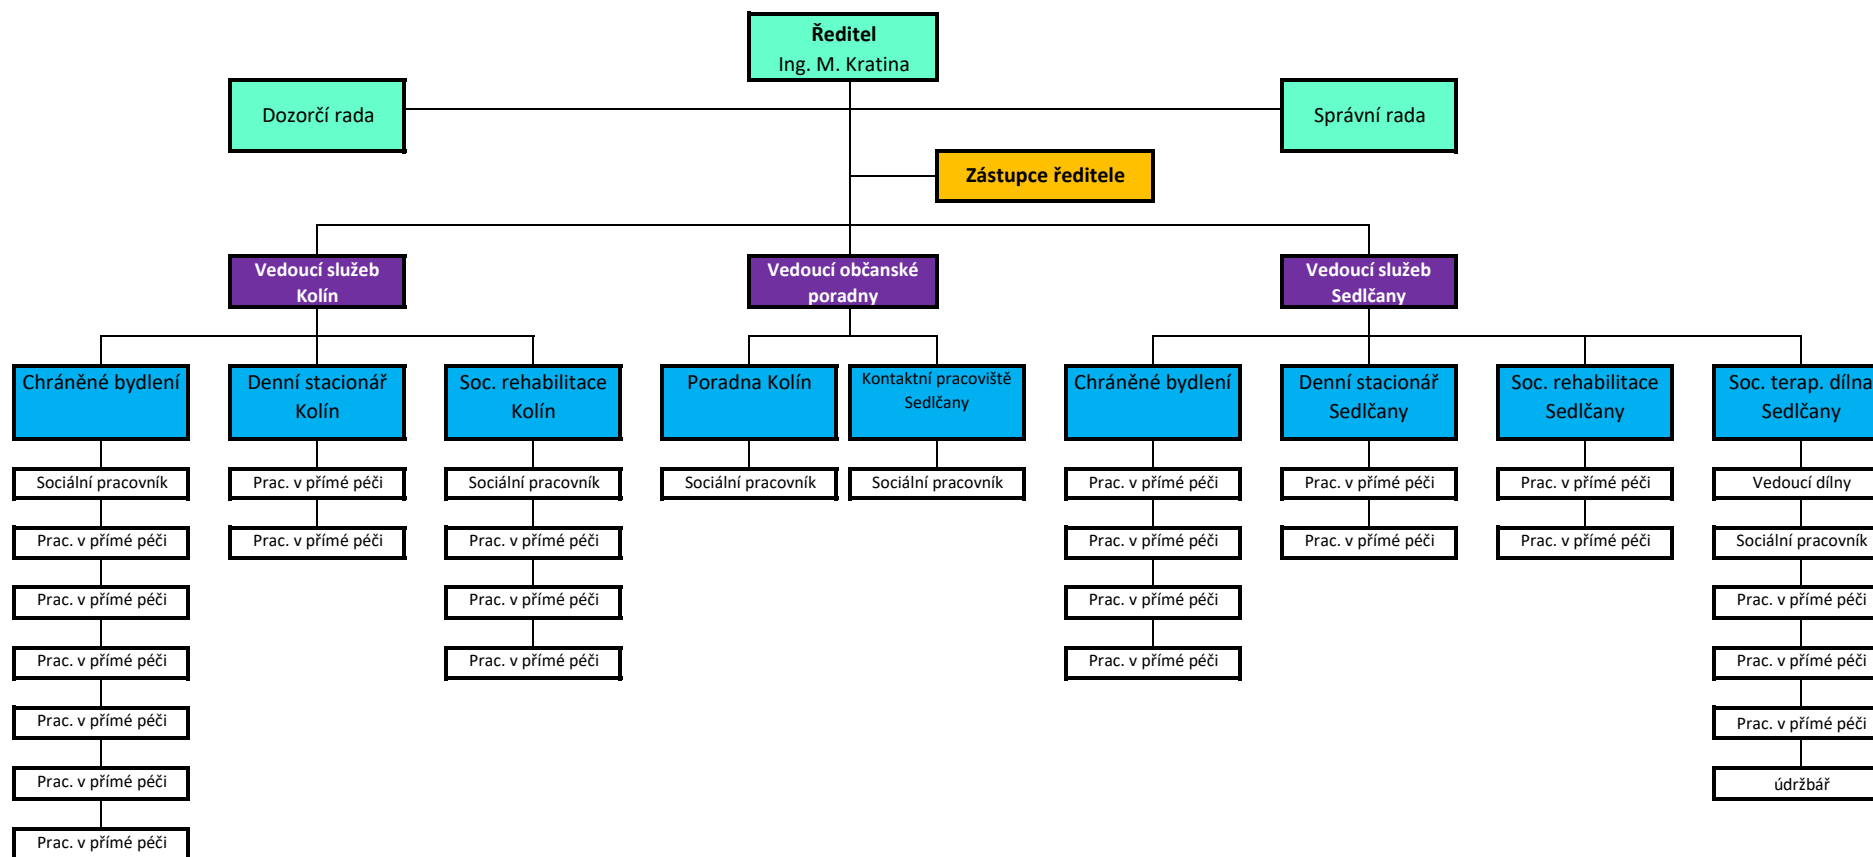 Ředitel
Ing. M. Kratina
Dozorčí rada
Správní rada
Zástupce ředitele
Vedoucí služeb
Kolín
Vedoucí občanské
poradny
Vedoucí služeb
Sedlčany
Chráněné bydlení
Denní stacionář
Kolín
Soc. rehabilitace
Kolín
Poradna Kolín
Kontaktní pracoviště
Sedlčany
Chráněné bydlení
Denní stacionář
Sedlčany
Soc. rehabilitace
Sedlčany
Soc. terap. dílna
Sedlčany
Sociální pracovník
Prac. v přímé péči
Sociální pracovník
Sociální pracovník
Sociální pracovník
Prac. v přímé péči
Prac. v přímé péči
Prac. v přímé péči
Vedoucí dílny
Prac. v přímé péči
Prac. v přímé péči
Prac. v přímé péči
Prac. v přímé péči
Prac. v přímé péči
Prac. v přímé péči
Sociální pracovník
Prac. v přímé péči
Prac. v přímé péči
Prac. v přímé péči
Prac. v přímé péči
Prac. v přímé péči
Prac. v přímé péči
Prac. v přímé péči
Prac. v přímé péči
Prac. v přímé péči
Prac. v přímé péči
Prac. v přímé péči
údržbář
Prac. v přímé péči